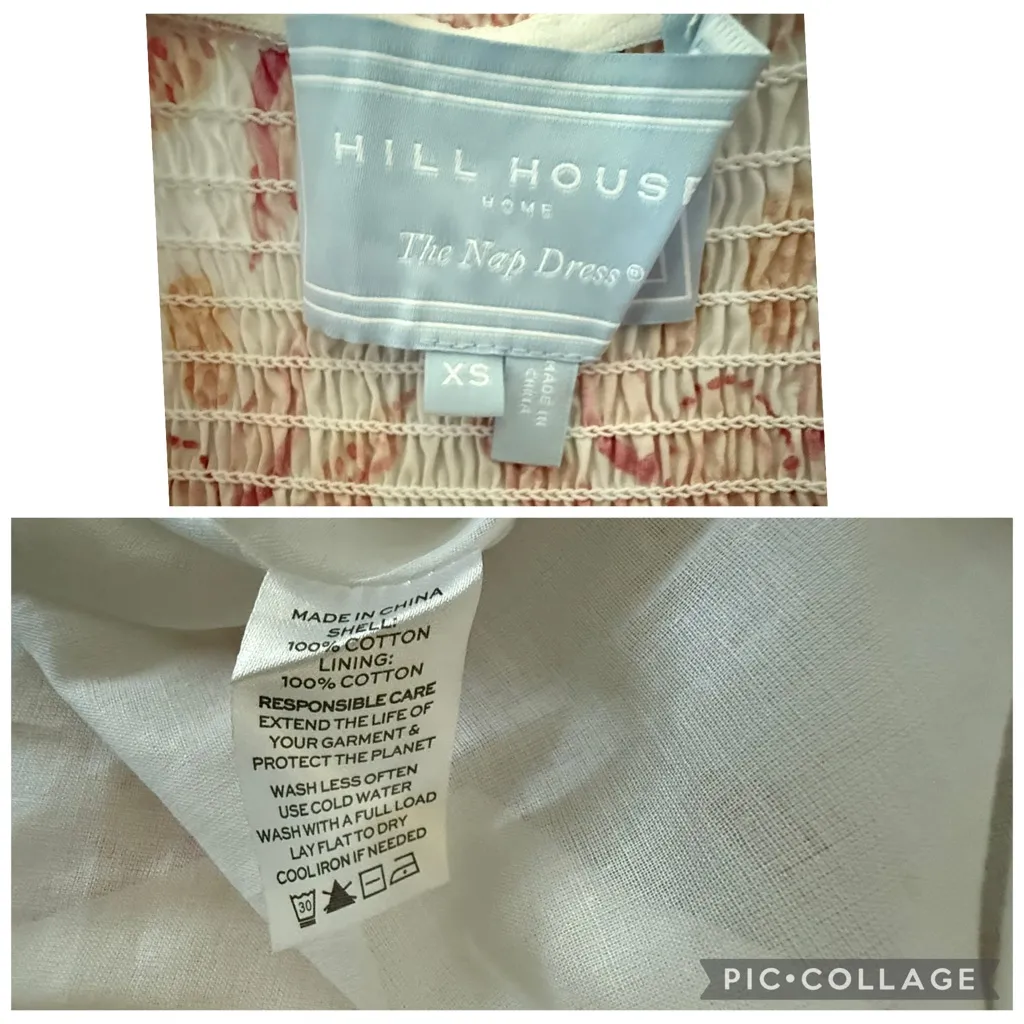 HILL HOUSE
HOME
The Nap Dress®
XS
MADE IN
CHINA
MADE IN CHINA
SHELL:
100% COTTON
LINING:
100% COTTON
RESPONSIBLE CARE
EXTEND THE LIFE OF
YOUR GARMENT &
PROTECT THE PLANET
WASH LESS OFTEN
USE COLD WATER
WASH WITH A FULL LOAD
LAY FLAT TO DRY
COOL IRON IF NEEDED
30
PIC•COLLAGE